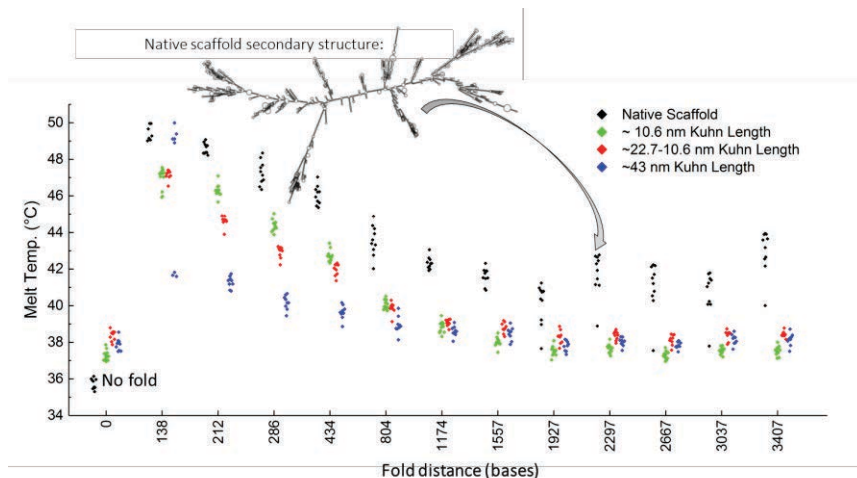 Native scaffold secondary structure:
Native Scaffold
~ 10.6 nm Kuhn Length
~22.7-10.6 nm Kuhn Length
~43 nm Kuhn Length
Melt Temp. (°C)
50
48
46
44
42
40
38
36
34
No fold
0
138
212
286
434
804
1174
1557
1927
2297
2667
3037
3407
Fold distance (bases)